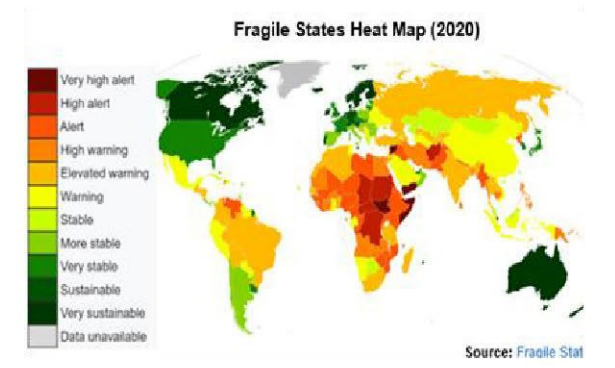 Fragile States Heat Map (2020)
Very high alert
High alert
Alert
High warning
Elevated warning
Warning
Stable
More stable
Very stable
Sustainable
Very sustainable
Data unavailable
Source: Fragile Stat